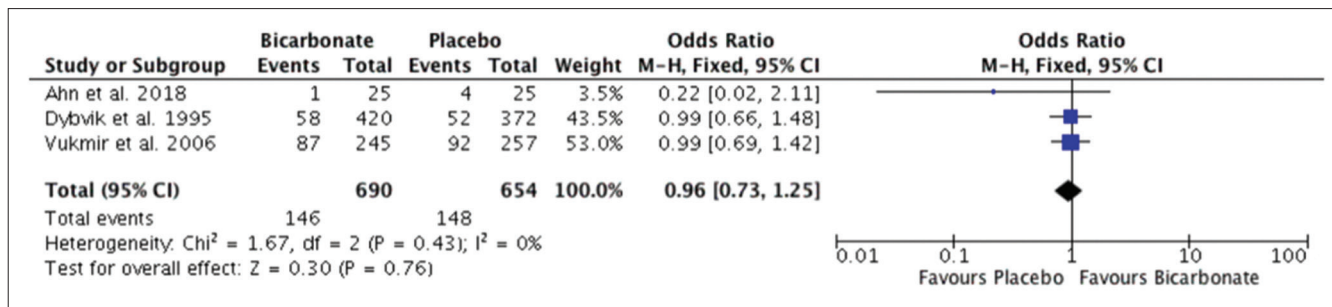 Bicarbonate Placebo Odds Ratio Odds Ratio
Study or Subgroup Events Total Events Total Weight M-H, Fixed, 95% CI M-H, Fixed, 95% CI
Ahn et al. 2018 1 25 4 25 3.5% 0.22 [0.02, 2.11]
Dybvik et al. 1995 58 420 52 372 43.5% 0.99 [0.66, 1.48]
Vukmir et al. 2006 87 245 92 257 53.0% 0.99 [0.69, 1.42]
Total (95% CI) 690 654 100.0% 0.96 [0.73, 1.25]
Total events 146 148
Heterogeneity: Chi² = 1.67, df = 2 (P = 0.43); I² = 0%
Test for overall effect: Z = 0.30 (P = 0.76)
0.01 0.1 1 10 100
Favours Placebo Favours Bicarbonate